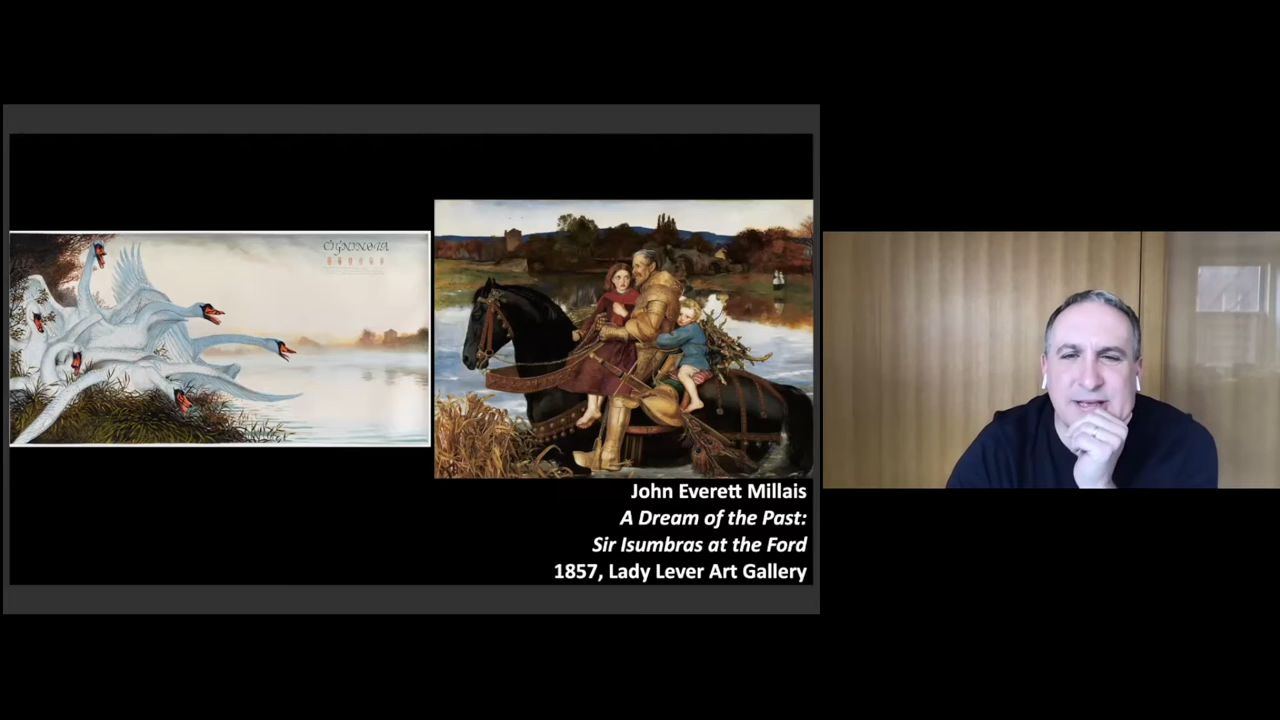 John Everett Millais
A Dream of the Past:
Sir Isumbras at the Ford
1857, Lady Lever Art Gallery